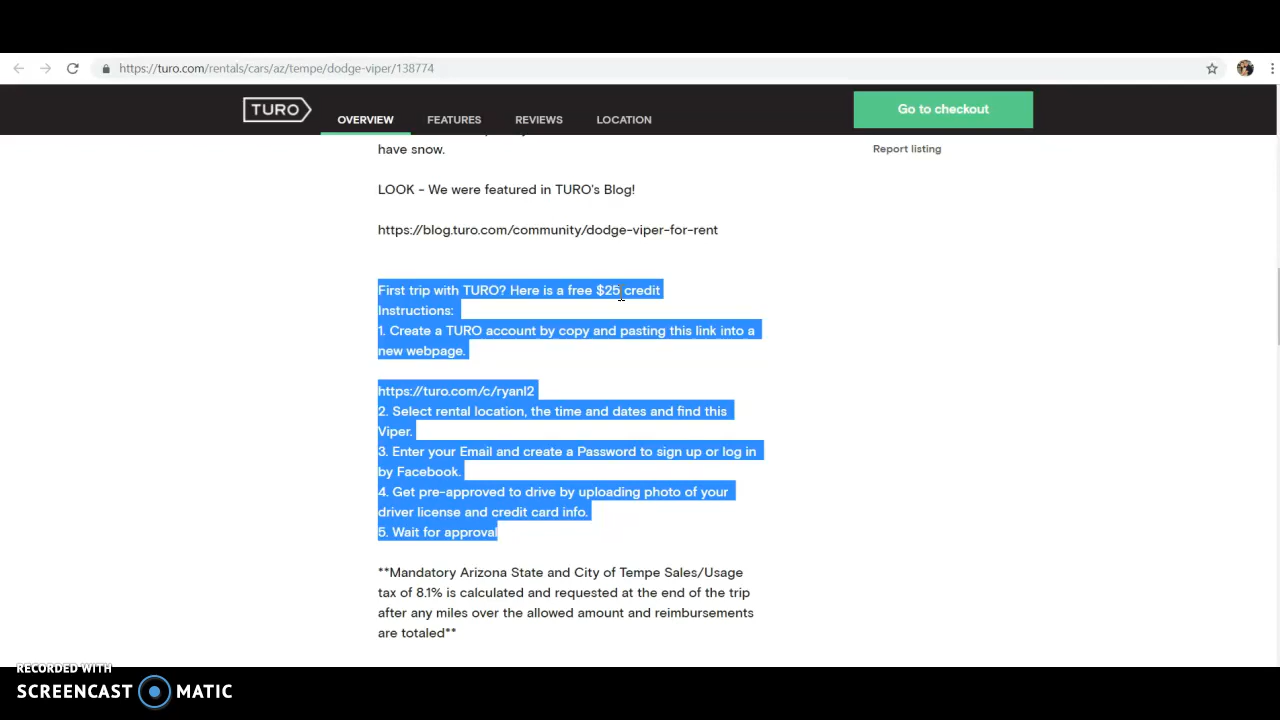 https://turo.com/rentals/cars/az/tempe/dodge-viper/138774
TURO
OVERVIEW
FEATURES
REVIEWS
LOCATION
Go to checkout
Report listing
have snow.
LOOK - We were featured in TURO's Blog!
https://blog.turo.com/community/dodge-viper-for-rent
First trip with TURO? Here is a free $25 credit
Instructions:
1. Create a TURO account by copy and pasting this link into a
new webpage.
https://turo.com/c/ryanl2
2. Select rental location, the time and dates and find this
Viper.
3. Enter your Email and create a Password to sign up or log in
by Facebook.
4. Get pre-approved to drive by uploading photo of your
driver license and credit card info.
5. Wait for approval
**Mandatory Arizona State and City of Tempe Sales/Usage
tax of 8.1% is calculated and requested at the end of the trip
after any miles over the allowed amount and reimbursements
are totaled**
RECORDED WITH
SCREENCAST MATIC